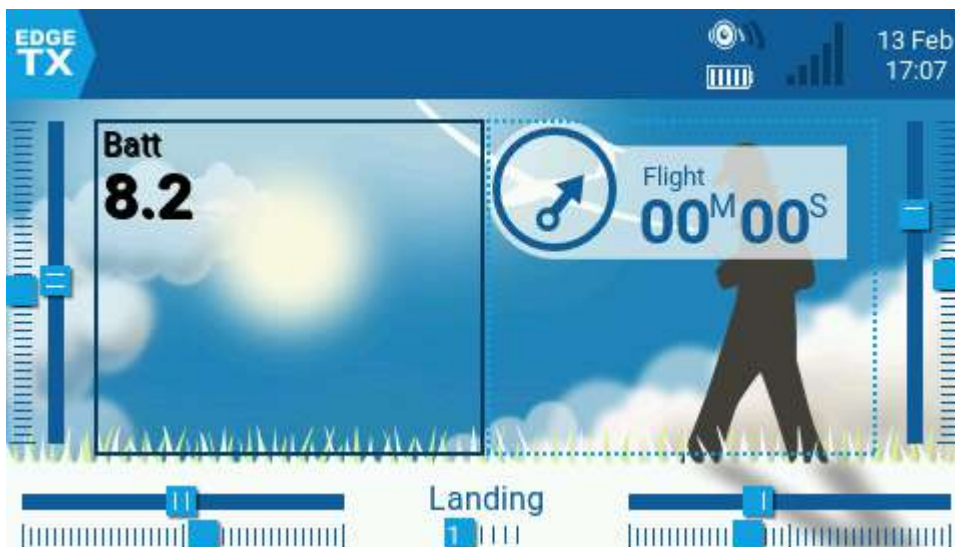 EDGE
TX
13 Feb
17:07
Batt
8.2
Flight
00M00S
Landing
1